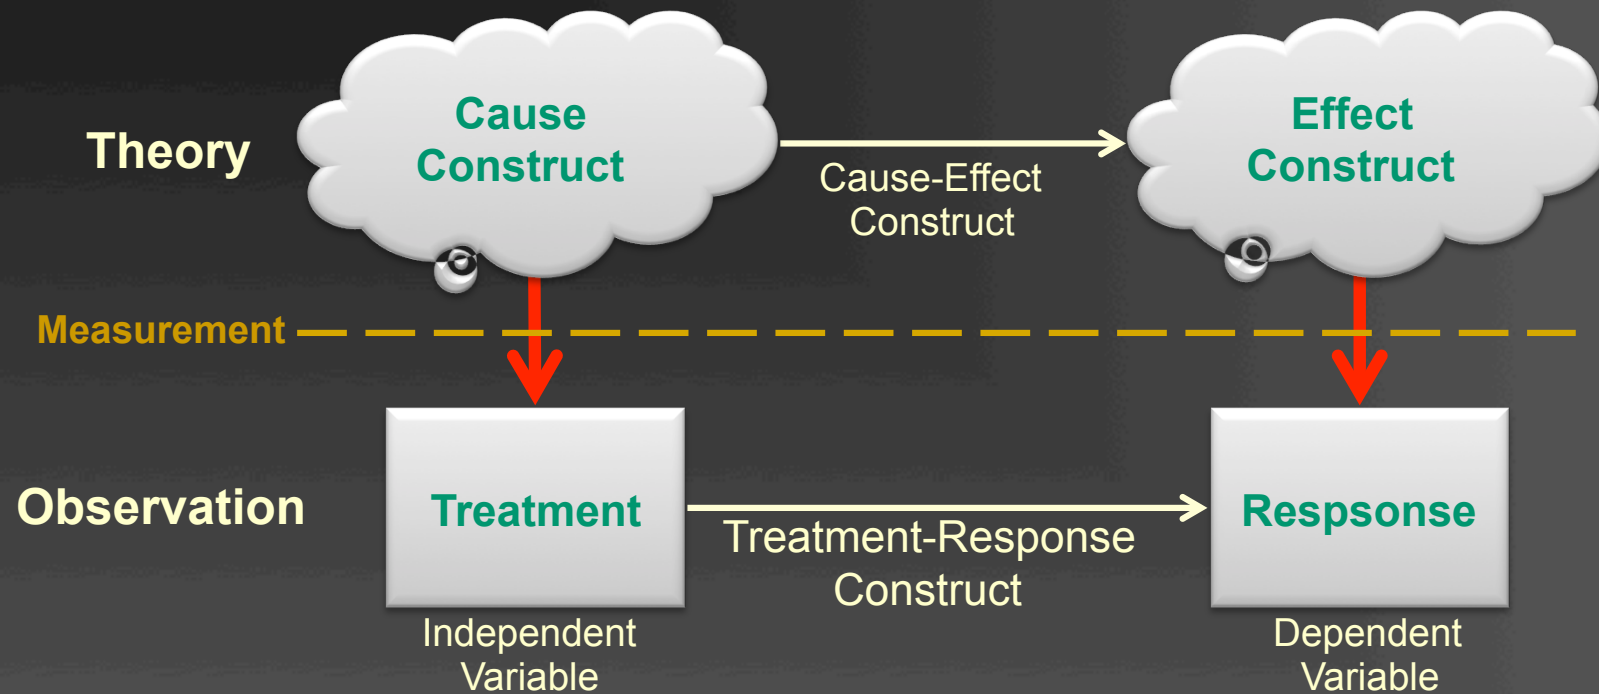 Theory
Cause
Construct
Cause-Effect
Construct
Effect
Construct
Measurement
Observation
Treatment
Treatment-Response
Construct
Respsonse
Independent
Variable
Dependent
Variable